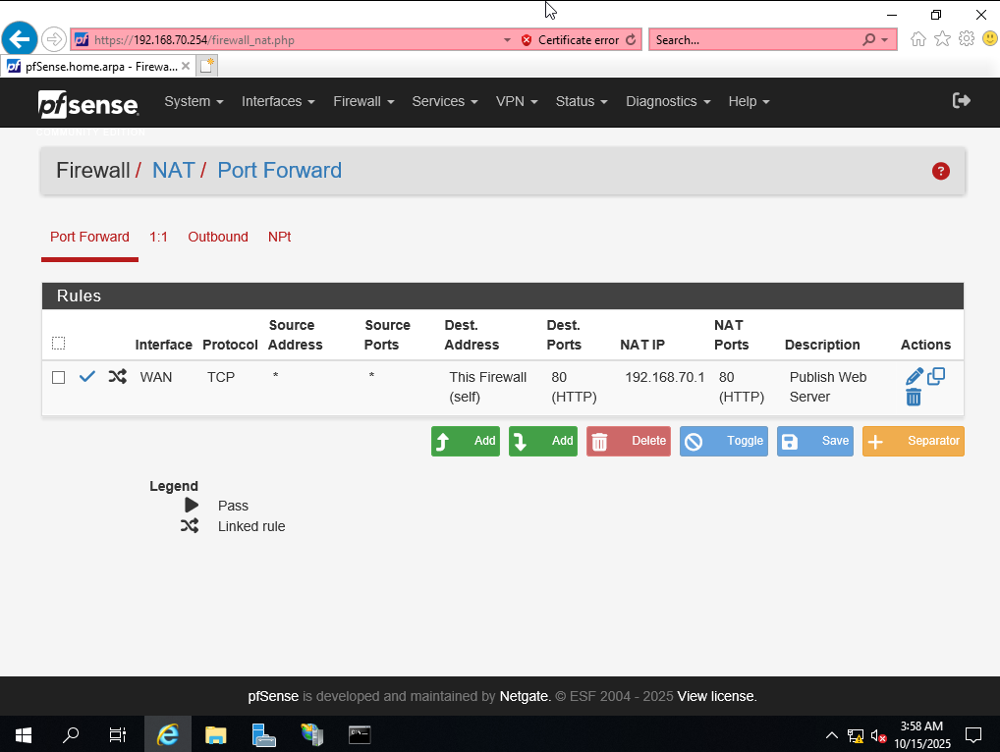 https://192.168.70.254/firewall_nat.php
Certificate error
Search...
pfSense.home.arpa - Firewa...
pfsense
System
Interfaces
Firewall
Services
VPN
Status
Diagnostics
Help
COMMUNITY EDITION
Firewall / NAT / Port Forward
Port Forward
1:1
Outbound
NPt
Rules
Interface Protocol Source Address Source Ports Dest. Address Dest. Ports NAT IP NAT Ports Description Actions
WAN TCP * * This Firewall (self) 80 (HTTP) 192.168.70.1 80 (HTTP) Publish Web Server
Add
Add
Delete
Toggle
Save
Separator
Legend
Pass
Linked rule
pfSense is developed and maintained by Netgate. © ESF 2004 - 2025 View license.
3:58 AM
10/15/2025